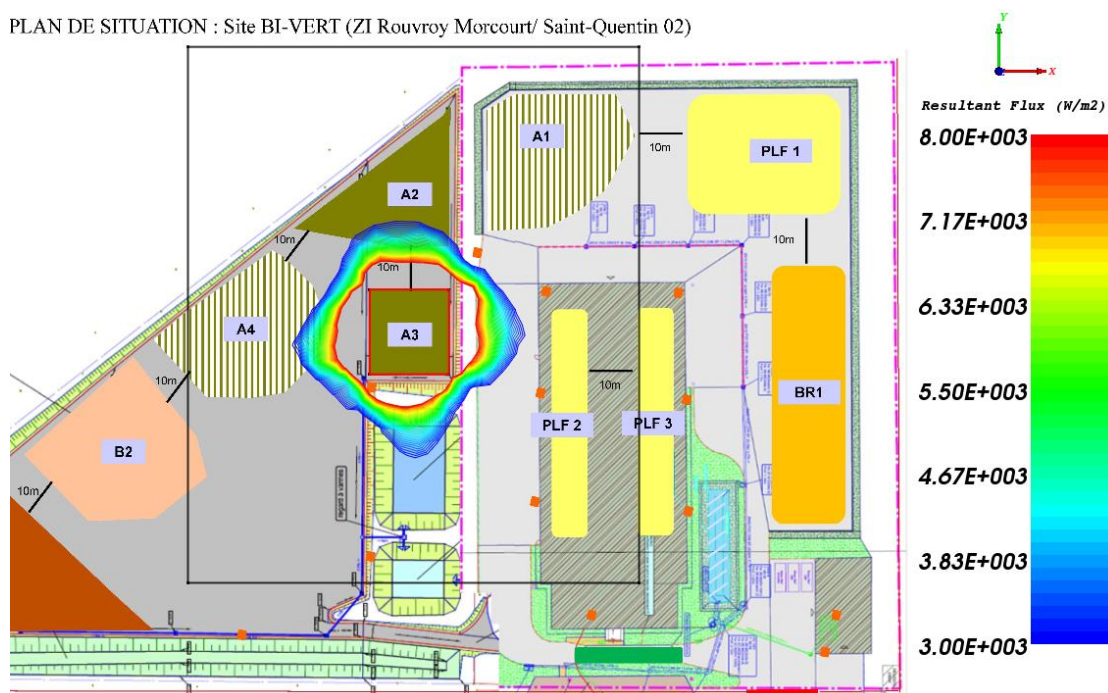 PLAN DE SITUATION : Site BI-VERT (ZI Rouvroy Morcourt/ Saint-Quentin 02)
Y
X
Resultant Flux (W/m2)
8.00E+003
7.17E+003
6.33E+003
5.50E+003
4.67E+003
3.83E+003
3.00E+003
A1
10m
PLF 1
A2
10m
10m
10m
A3
A4
10m
10m
PLF 2
PLF 3
BR1
B2
10m
regard à vannes